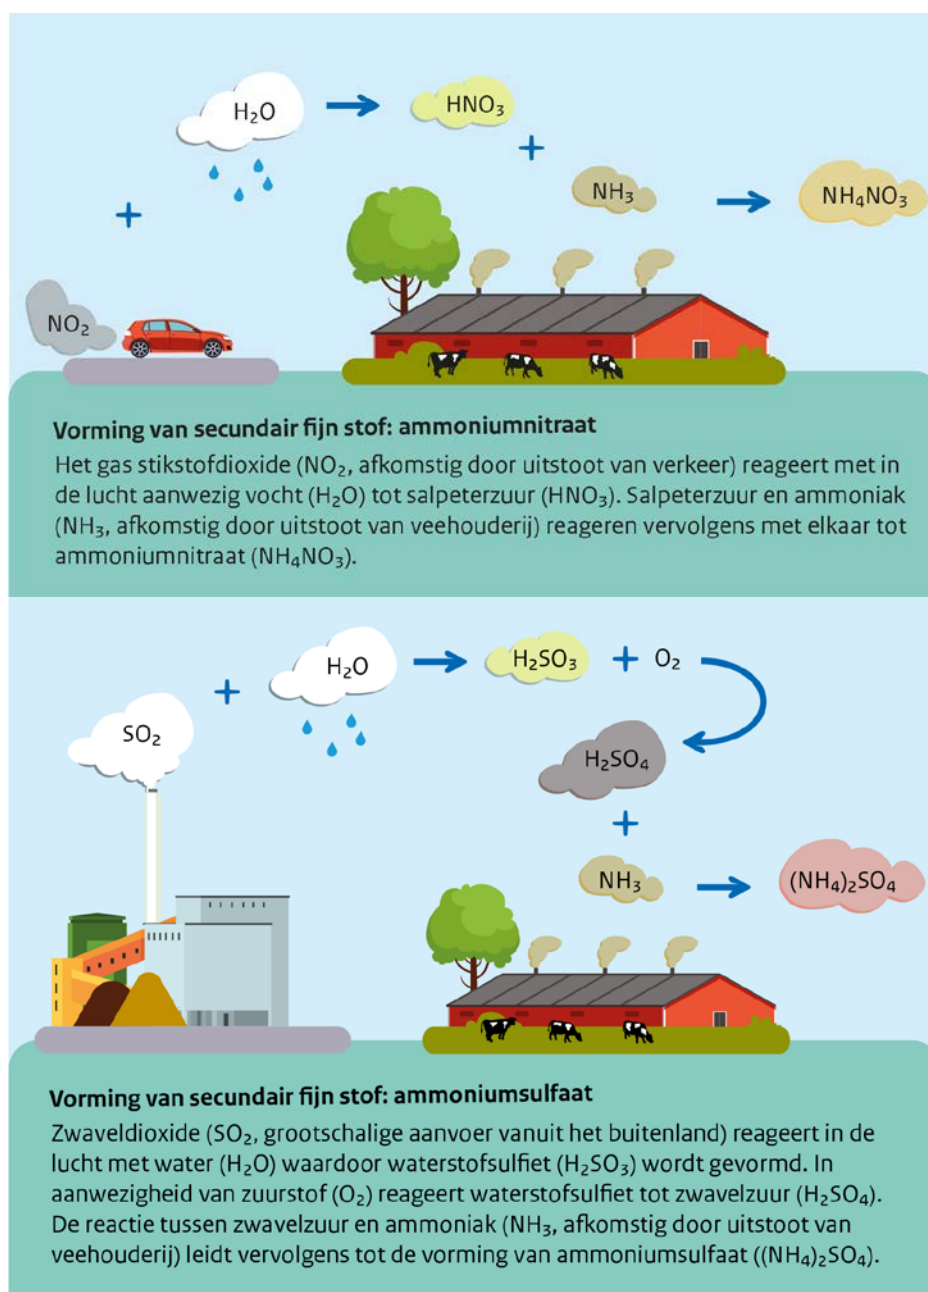 H₂O
HNO₃
+
NH₃
NH₄NO₃
+
NO₂
Vorming van secundair fijn stof: ammoniumnitraat
Het gas stikstofdioxide (NO₂, afkomstig door uitstoot van verkeer) reageert met in
de lucht aanwezig vocht (H₂O) tot salpeterzuur (HNO₃). Salpeterzuur en ammoniak
(NH₃, afkomstig door uitstoot van veehouderij) reageren vervolgens met elkaar tot
ammoniumnitraat (NH₄NO₃).
SO₂
+
H₂O
H₂SO₃ + O₂
H₂SO₄
+
NH₃
(NH₄)₂SO₄
Vorming van secundair fijn stof: ammoniumsulfaat
Zwaveldioxide (SO₂, grootschalige aanvoer vanuit het buitenland) reageert in de
lucht met water (H₂O) waardoor waterstofsulfiet (H₂SO₃) wordt gevormd. In
aanwezigheid van zuurstof (O₂) reageert waterstofsulfiet tot zwavelzuur (H₂SO₄).
De reactie tussen zwavelzuur en ammoniak (NH₃, afkomstig door uitstoot van
veehouderij) leidt vervolgens tot de vorming van ammoniumsulfaat ((NH₄)₂SO₄).